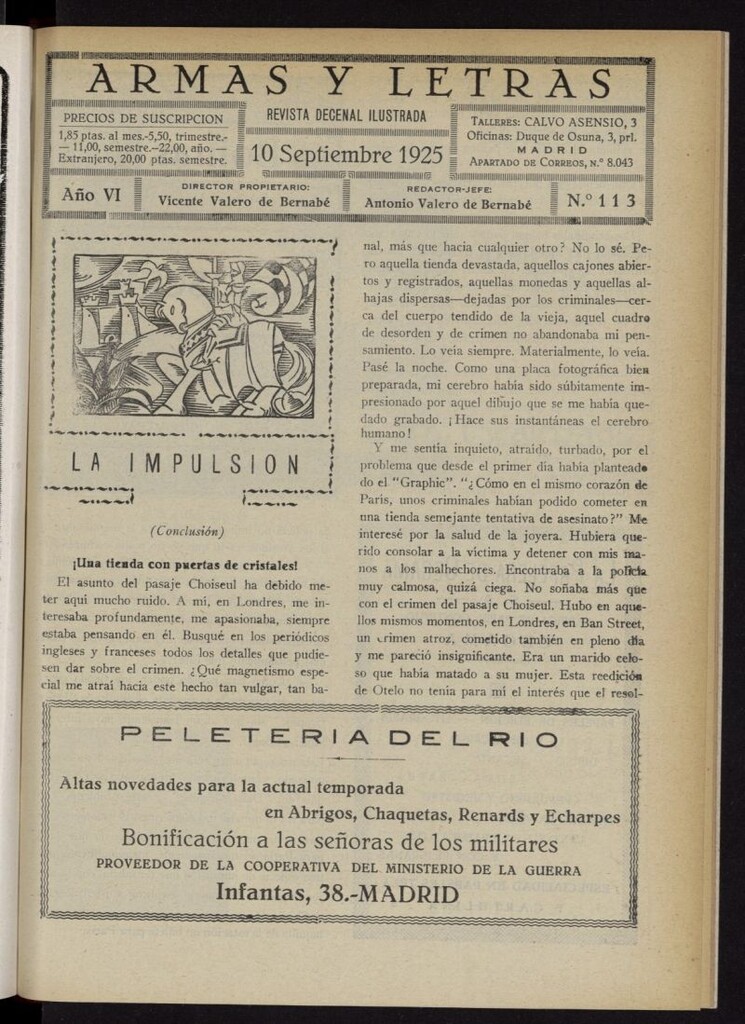 ARMAS Y LETRAS
PRECIOS DE SUSCRIPCION
1,85 ptas. al mes.-5,50, trimestre.-
— 11,00, semestre.-22,00, año. —
Extranjero, 20,00 ptas. semestre.
REVISTA DECENAL ILUSTRADA
10 Septiembre 1925
TALLERES: CALVO ASENSIO, 3
Oficinas: Duque de Osuna, 3, prl.
MADRID
APARTADO DE CORREOS, N.º 8.043
Año VI
DIRECTOR PROPIETARIO:
Vicente Valero de Bernabé
REDACTOR-JEFE:
Antonio Valero de Bernabé
N.º 113
LA IMPULSION
(Conclusión)
¡Una tienda con puertas de cristales!
El asunto del pasaje Choiseul ha debido me-
ter aquí mucho ruido. A mí, en Londres, me in-
teresaba profundamente, me apasionaba, siempre
estaba pensando en él. Busqué en los periódicos
ingleses y franceses todos los detalles que pudie-
sen dar sobre el crimen. ¿Qué magnetismo espe-
cial me atraí hacia este hecho tan vulgar, tan ba-
nal, más que hacia cualquier otro? No lo sé. Pe-
ro aquella tienda devastada, aquellos cajones abier-
tos y registrados, aquellas monedas y aquellas al-
hajas dispersas—dejadas por los criminales—cer-
ca del cuerpo tendido de la vieja, aquel cuadro
de desorden y de crimen no abandonaba mi pen-
samiento. Lo veía siempre. Materialmente, lo veía.
Pasé la noche. Como una placa fotográfica bien
preparada, mi cerebro había sido súbitamente im-
presionado por aquel dibujo que se me había que-
dado grabado. ¡Hace sus instantáneas el cerebro
humano!
Y me sentía inquieto, atraído, turbado, por el
problema que desde el primer día había plantead•
do el "Graphic". "¿Cómo en el mismo corazón de
París, unos criminales habían podido cometer en
una tienda semejante tentativa de asesinato?" Me
interesé por la salud de la joyera. Hubiera que-
rido consolar a la víctima y detener con mis ma-
nos a los malhechores. Encontraba a la policía
muy calmosa, quizá ciega. No soñaba más que
con el crimen del pasaje Choiseul. Hubo en aque-
llos mismos momentos, en Londres, en Ban Street,
un crimen atroz, cometido también en pleno día
y me pareció insignificante. Era un marido celo-
so que había matado a su mujer. Esta reedición
de Otelo no tenía para mí el interés que el resol-
PELETERIA DEL RIO
Altas novedades para la actual temporada
en Abrigos, Chaquetas, Renards y Echarpes
Bonificación a las señoras de los militares
PROVEEDOR DE LA COOPERATIVA DEL MINISTERIO DE LA GUERRA
Infantas, 38.-MADRID